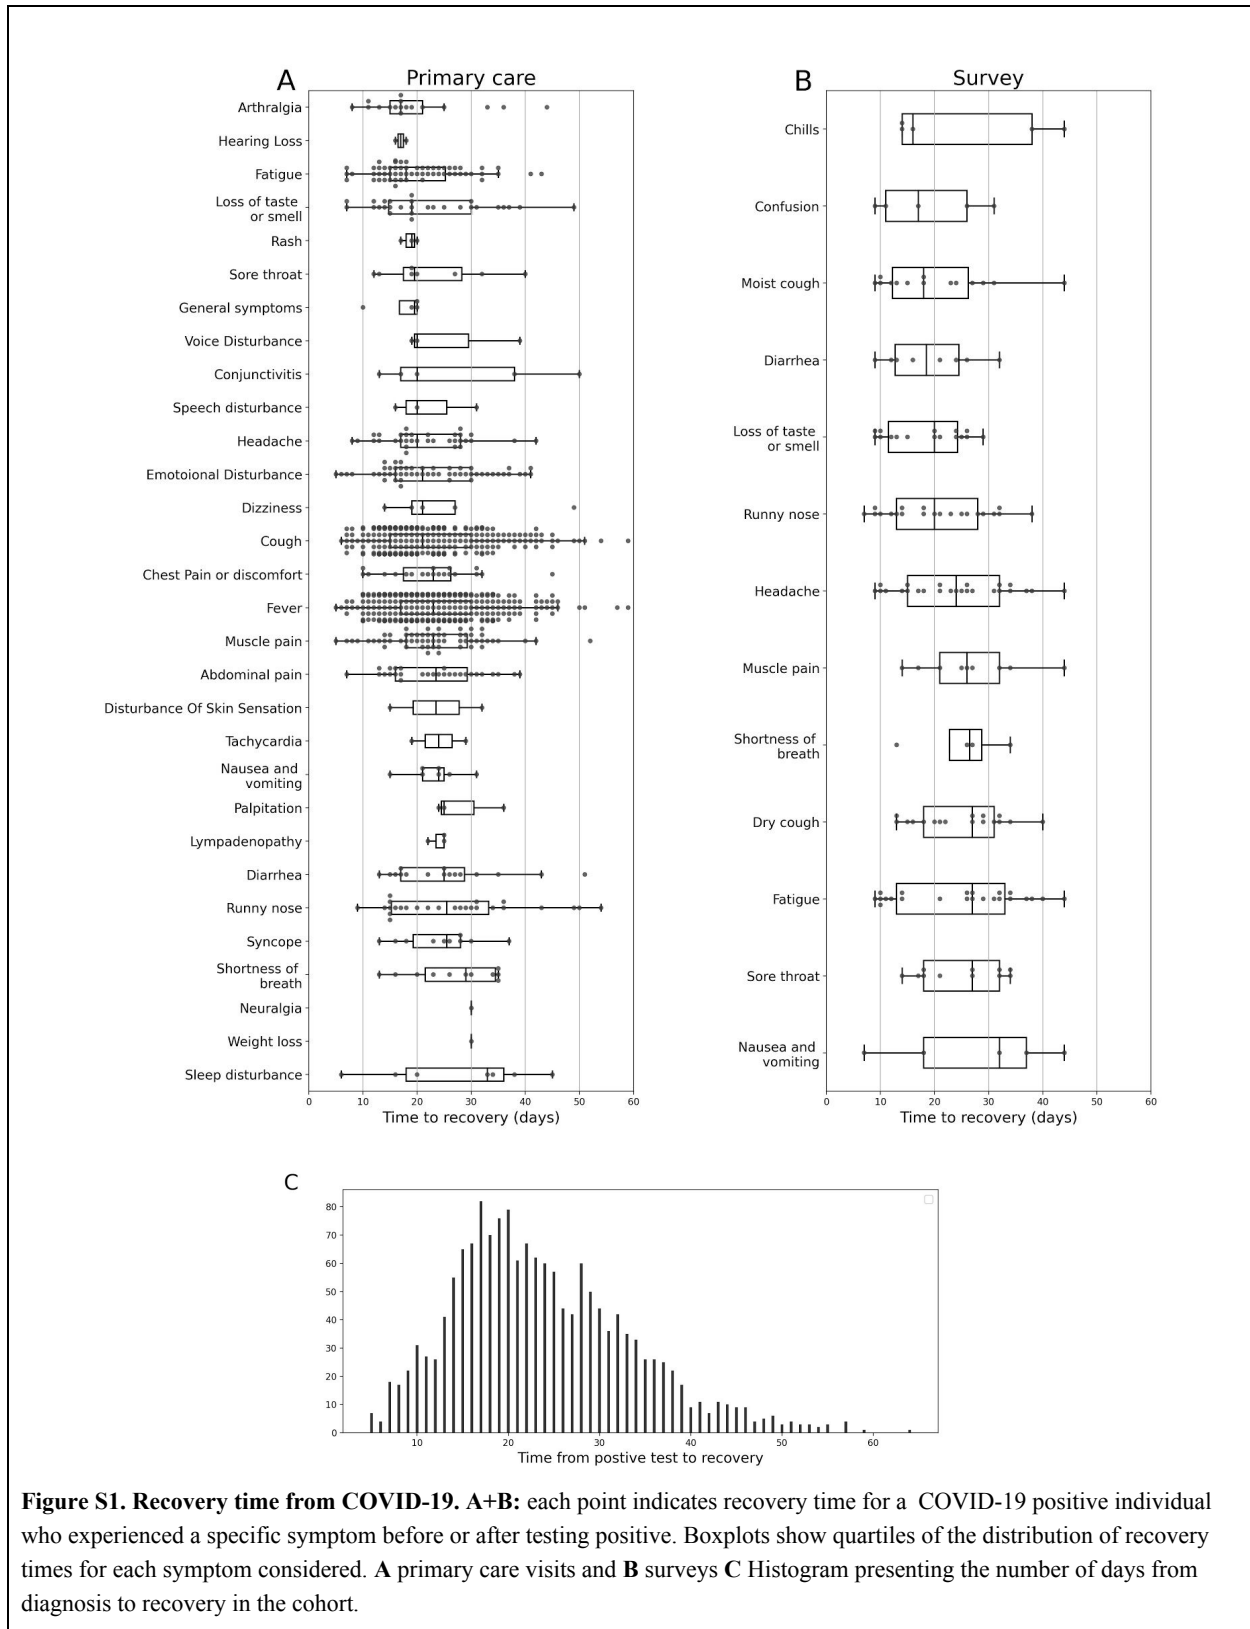 A
Primary care
Arthralgia
Hearing Loss
Fatigue
Loss of taste
or smell
Rash
Sore throat
General symptoms
Voice Disturbance
Conjunctivitis
Speech disturbance
Headache
Emotoional Disturbance
Dizziness
Cough
Chest Pain or discomfort
Fever
Muscle pain
Abdominal pain
Disturbance Of Skin Sensation
Tachycardia
Nausea and
vomiting
Palpitation
Lympadenopathy
Diarrhea
Runny nose
Syncope
Shortness of
breath
Neuralgia
Weight loss
Sleep disturbance
0 10 20 30 40 50 60
Time to recovery (days)
B
Survey
Chills
Confusion
Moist cough
Diarrhea
Loss of taste
or smell
Runny nose
Headache
Muscle pain
Shortness of
breath
Dry cough
Fatigue
Sore throat
Nausea and
vomiting
0 10 20 30 40 50 60
Time to recovery (days)
C
80
70
60
50
40
30
20
10
0
10 20 30 40 50 60
Time from postive test to recovery
Figure S1. Recovery time from COVID-19. A+B: each point indicates recovery time for a COVID-19 positive individual
who experienced a specific symptom before or after testing positive. Boxplots show quartiles of the distribution of recovery
times for each symptom considered. A primary care visits and B surveys C Histogram presenting the number of days from
diagnosis to recovery in the cohort.